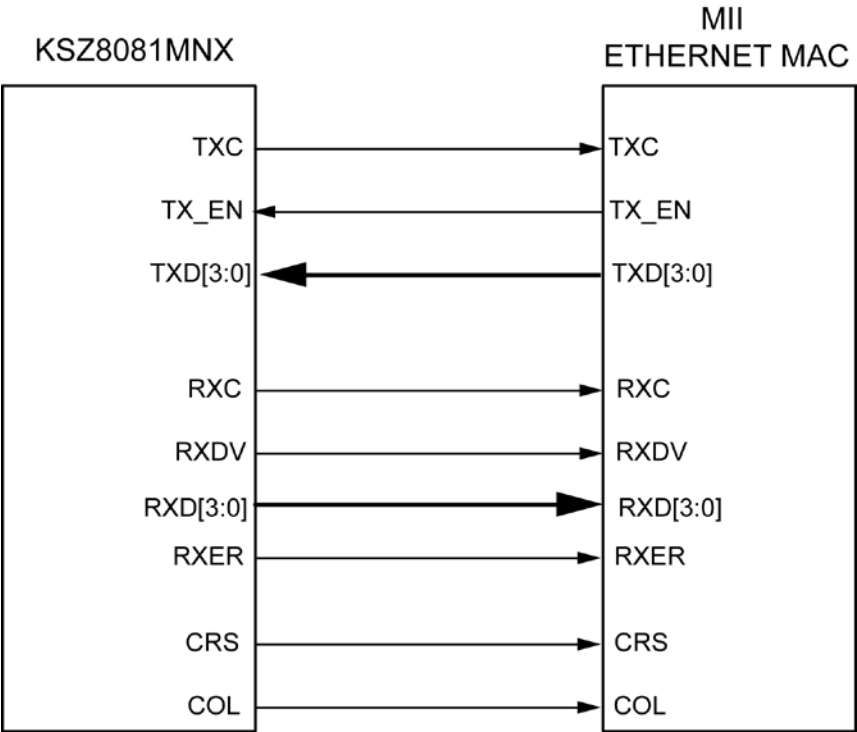 KSZ8081MNX
MII
ETHERNET MAC
TXC
TXC
TX_EN
TX_EN
TXD[3:0]
TXD[3:0]
RXC
RXC
RXDV
RXDV
RXD[3:0]
RXD[3:0]
RXER
RXER
CRS
CRS
COL
COL